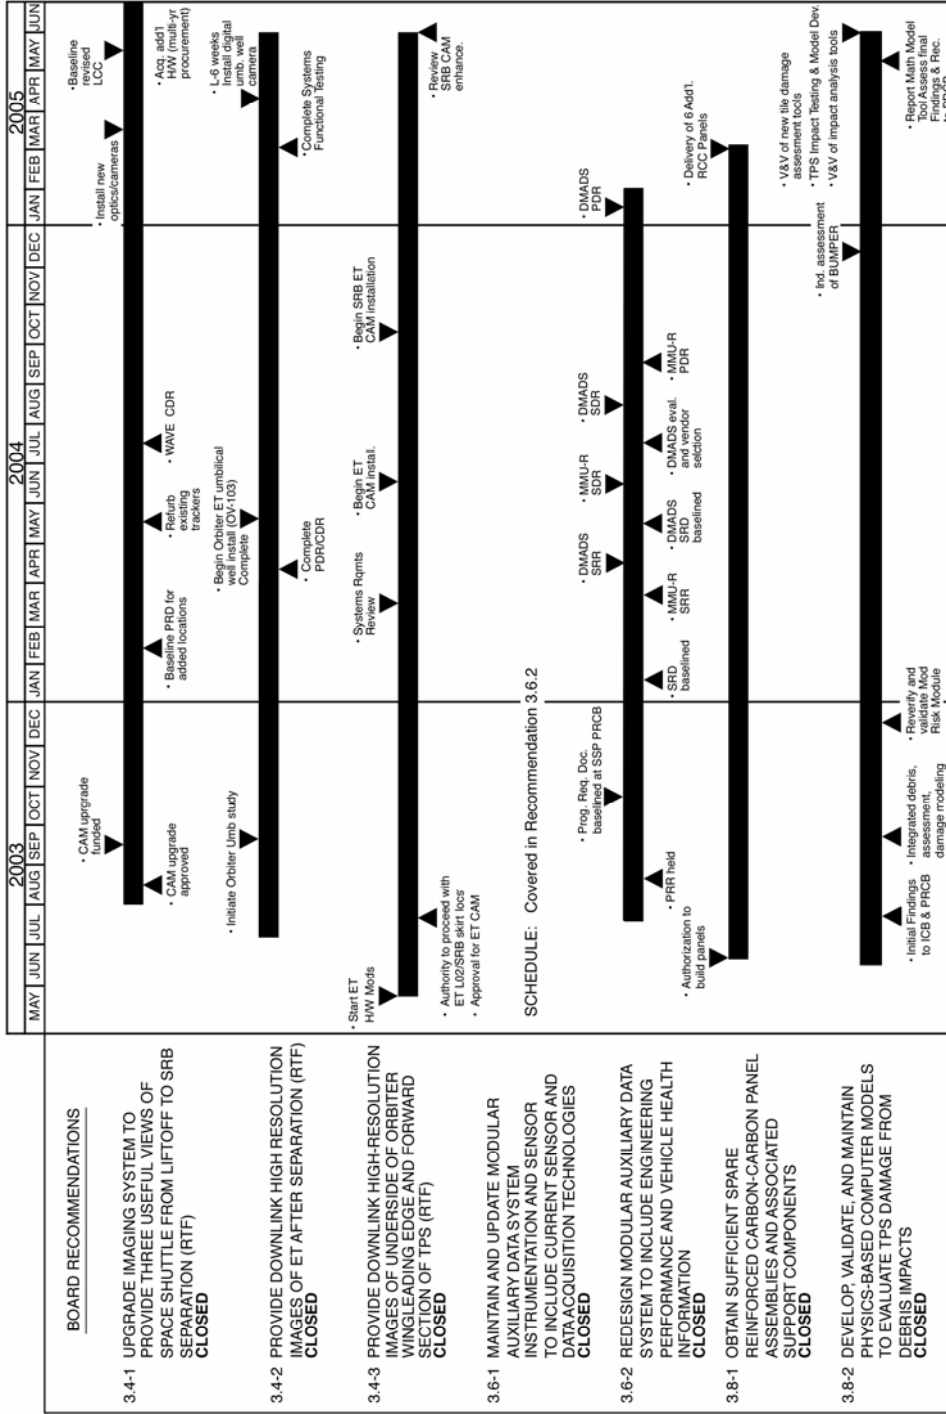 2003
2004
2005
MAY JUN JUL AUG SEP OCT NOV DEC JAN FEB MAR APR MAY JUN JUL AUG SEP OCT NOV DEC JAN FEB MAR APR MAY JUN
BOARD RECOMMENDATIONS
3.4-1 UPGRADE IMAGING SYSTEM TO
PROVIDE THREE USEFUL VIEWS OF
SPACE SHUTTLE FROM LIFTOFF TO SRB
SEPARATION (RTF)
CLOSED
• CAM uprgrade
funded
• CAM upgrade
approved
• Baseline PRD for
added locations
• Refurb
existing
trackers
• WAVE CDR
• Install new
optics/cameras
• Baseline
revised
LCC
• Acq. add'l
H/W (multi-yr
procurement)
3.4-2 PROVIDE DOWNLINK HIGH RESOLUTION
IMAGES OF ET AFTER SEPARATION (RTF)
CLOSED
• Initiate Orbiter Umb study
• Begin Orbiter ET umbilical
well install (OV-103)
Complete
• Complete
PDR/CDR
• L-6 weeks
Install digital
umb. well
camera
• Complete Systems
Functional Testing
3.4-3 PROVIDE DOWNLINK HIGH-RESOLUTION
IMAGES OF UNDERSIDE OF ORBITER
WINGLEADING EDGE AND FORWARD
SECTION OF TPS (RTF)
CLOSED
• Start ET
H/W Mods
• Authority to proceed with
ET L02/SRB skirt locs
• Approval for ET CAM
• Systems Rqmts
Review
• Begin ET
CAM install.
• Begin SRB ET
CAM installation
• Review
SRB CAM
enhance.
3.6-1 MAINTAIN AND UPDATE MODULAR
AUXILIARY DATA SYSTEM
INSTRUMENTATION AND SENSOR
TO INCLUDE CURRENT SENSOR AND
DATA ACQUISITION TECHNOLOGIES
CLOSED
SCHEDULE: Covered in Recommendation 3.6.2
3.6-2 REDESIGN MODULAR AUXILIARY DATA
SYSTEM TO INCLUDE ENGINEERING
PERFORMANCE AND VEHICLE HEALTH
INFORMATION
CLOSED
• Prog. Req. Doc.
baselined at SSP PRCB
• PRR held
• SRD
baselined
• MMU-R
SRR
• DMADS
SRR
• DMADS
SRD
baselined
• MMU-R
SDR
• DMADS eval.
and vendor
selction
• DMADS
SDR
• MMU-R
PDR
• DMADS
PDR
3.8-1 OBTAIN SUFFICIENT SPARE
REINFORCED CARBON-CARBON PANEL
ASSEMBLIES AND ASSOCIATED
SUPPORT COMPONENTS
CLOSED
• Authorization to
build panels
• Delivery of 6 Add'l.
RCC Panels
3.8-2 DEVELOP, VALIDATE, AND MAINTAIN
PHYSICS-BASED COMPUTER MODELS
TO EVALUATE TPS DAMAGE FROM
DEBRIS IMPACTS
CLOSED
• Initial Findings
to ICB & PRCB
• Integrated debris,
assessment,
damage modeling
• Reverify and
validate Mod
Risk Module
• Ind. assessment
of BUMPER
• V&V of new tile damage
assesment tools
• TPS Impact Testing & Model Dev.
• V&V of impact analysis tools
• Report Math Model
Tool Assess final
Findings & Rec.